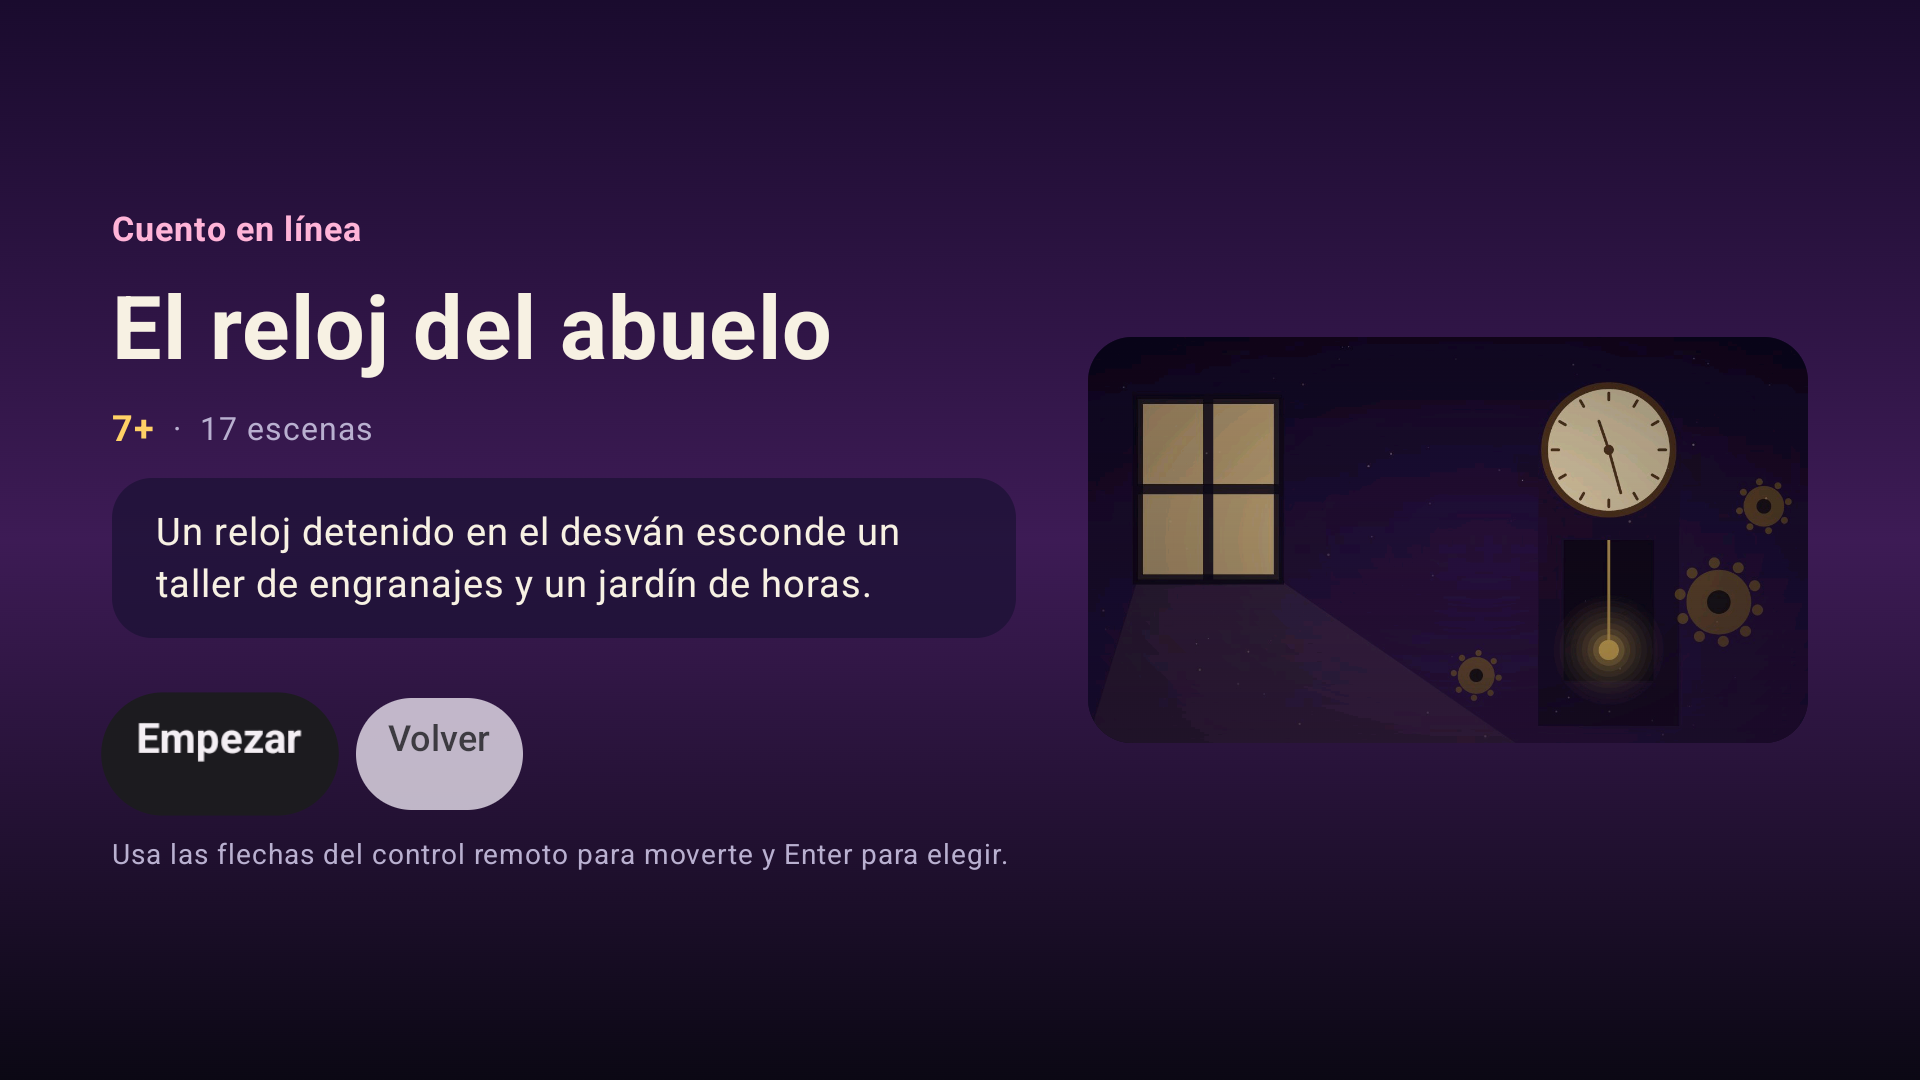 Cuento en línea
El reloj del abuelo
7+ · 17 escenas
Un reloj detenido en el desván esconde un
taller de engranajes y un jardín de horas.
Empezar Volver
Usa las flechas del control remoto para moverte y Enter para elegir.